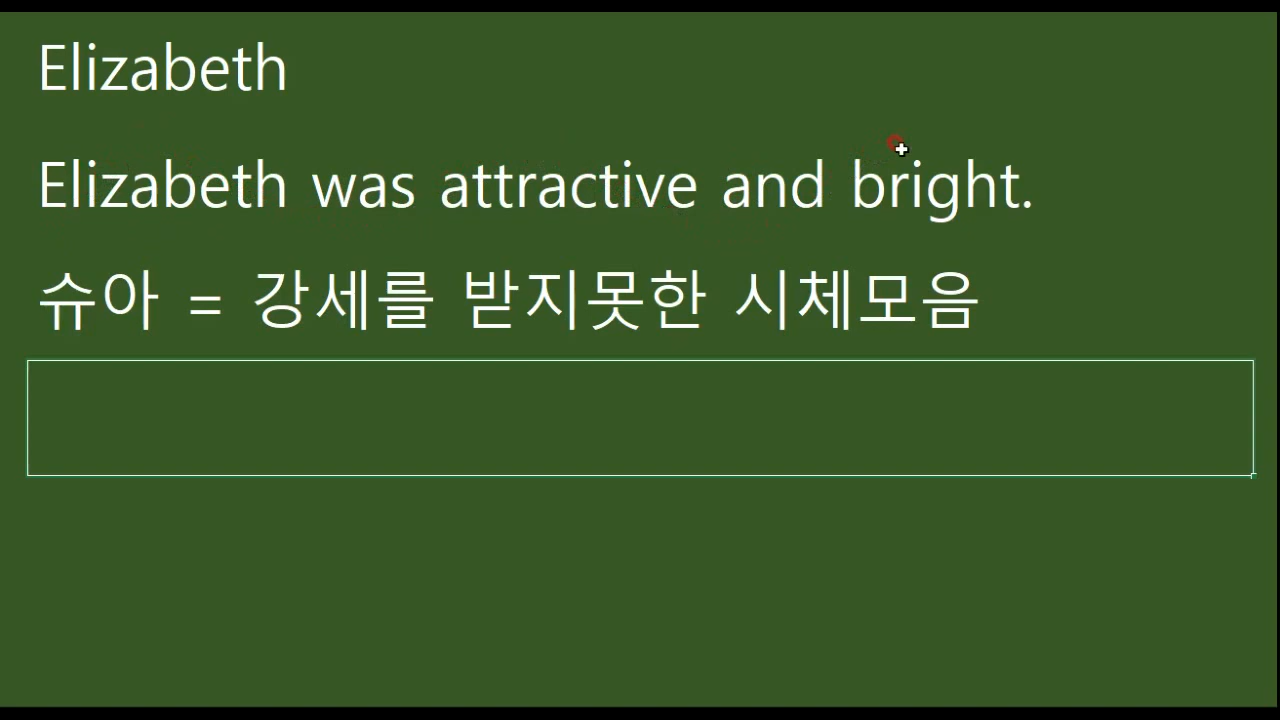 Elizabeth
Elizabeth was attractive and bright.
슈아 = 강세를 받지못한 시체모음